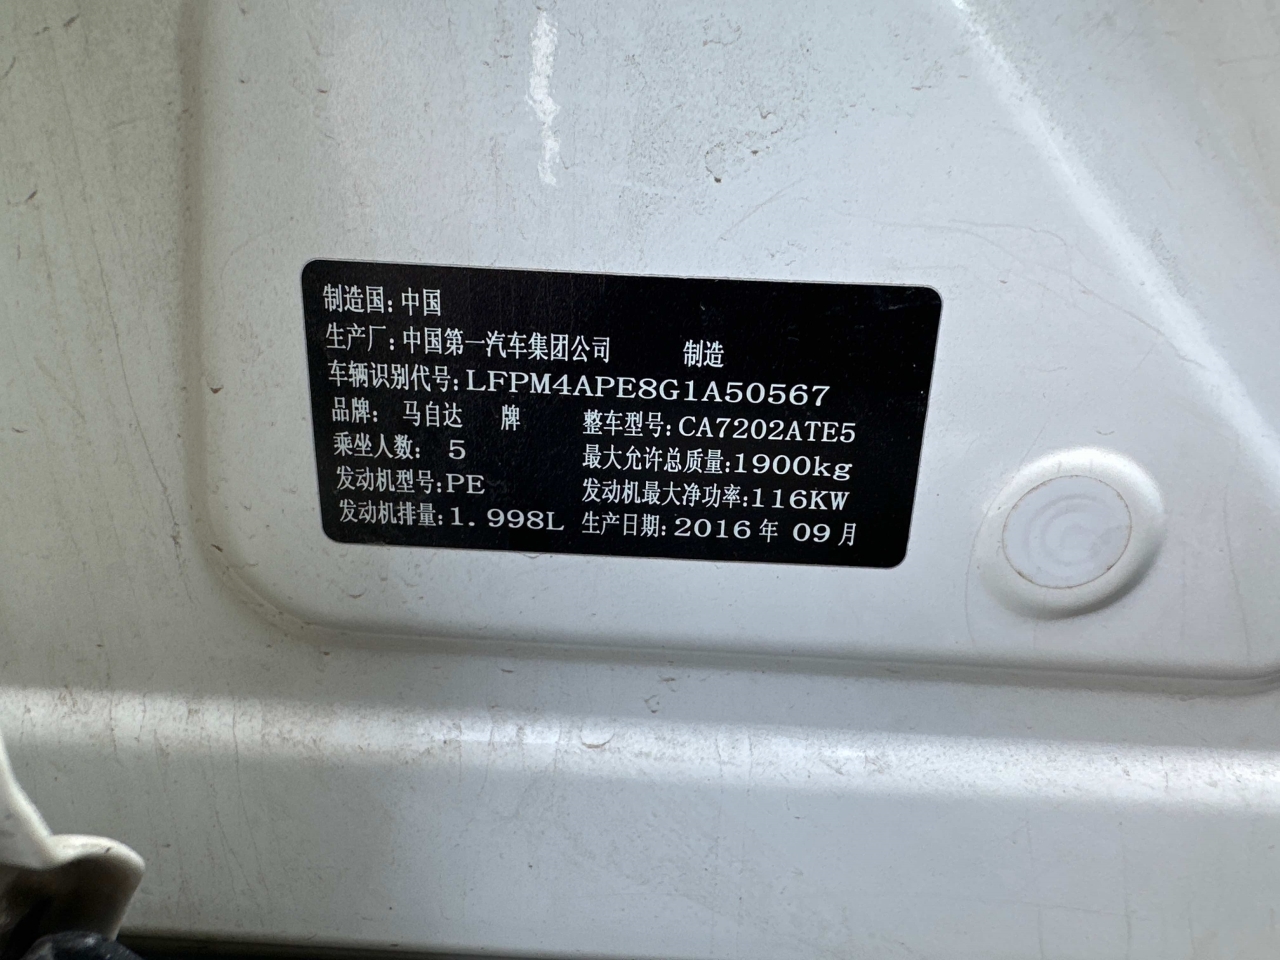 制造国:中国
生产厂:中国第一汽车集团公司 制造
车辆识别代号:LFPM4APE8G1A50567
品牌: 马自达 牌 整车型号:CA7202ATE5
乘坐人数: 5 最大允许总质量:1900kg
发动机型号:PE 发动机最大净功率:116KW
发动机排量:1.998L 生产日期:2016年 09月